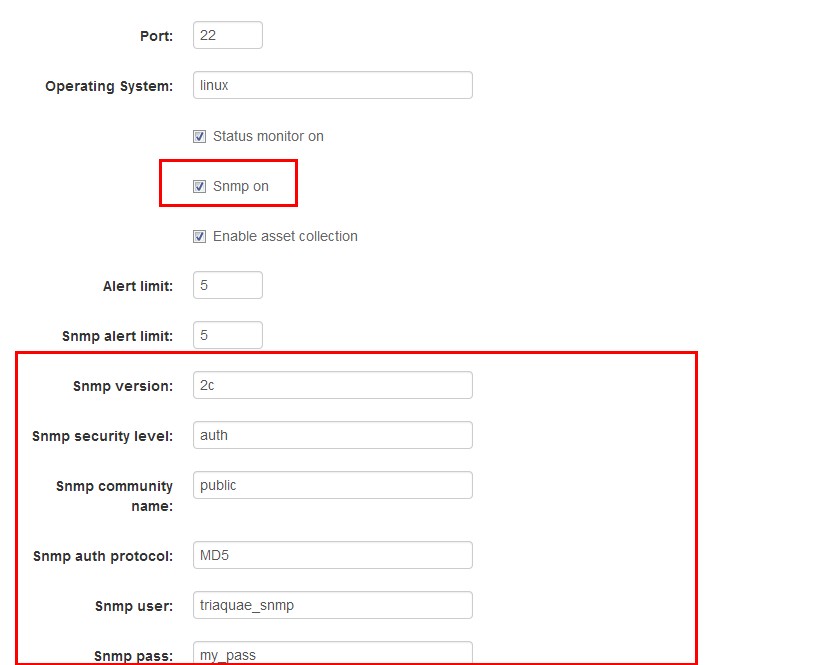 Port: 22
Operating System: linux
Status monitor on
Snmp on
Enable asset collection
Alert limit: 5
Snmp alert limit: 5
Snmp version: 2c
Snmp security level: auth
Snmp community public
name:
Snmp auth protocol: MD5
Snmp user: triaquae_snmp
Snmp pass: my_pass